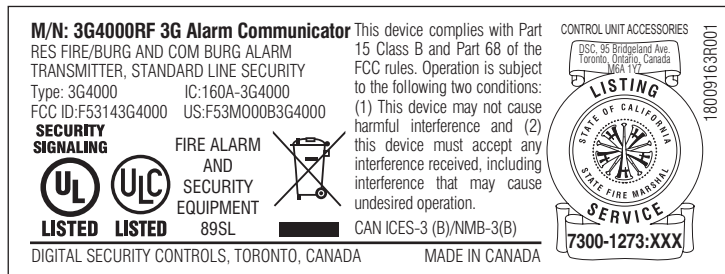 M/N: 3G4000RF 3G Alarm Communicator
RES FIRE/BURG AND COM BURG ALARM
TRANSMITTER, STANDARD LINE SECURITY
Type: 3G4000 IC:160A-3G4000
FCC ID:F53143G4000 US:F53MO00B3G4000
SECURITY
SIGNALING
UL
LISTED
ULC
LISTED
FIRE ALARM
AND
SECURITY
EQUIPMENT
89SL
This device complies with Part
15 Class B and Part 68 of the
FCC rules. Operation is subject
to the following two conditions:
(1) This device may not cause
harmful interference and (2)
this device must accept any
interference received, including
interference that may cause
undesired operation.
CAN ICES-3 (B)/NMB-3(B)
DIGITAL SECURITY CONTROLS, TORONTO, CANADA MADE IN CANADA
CONTROL UNIT ACCESSORIES
DSC, 95 Bridgeland Ave.
Toronto, Ontario, Canada
M6A 1Y7
LISTING
STATE OF CALIFORNIA
STATE FIRE MARSHAL
SERVICE
7300-1273:XXX
18009163R001